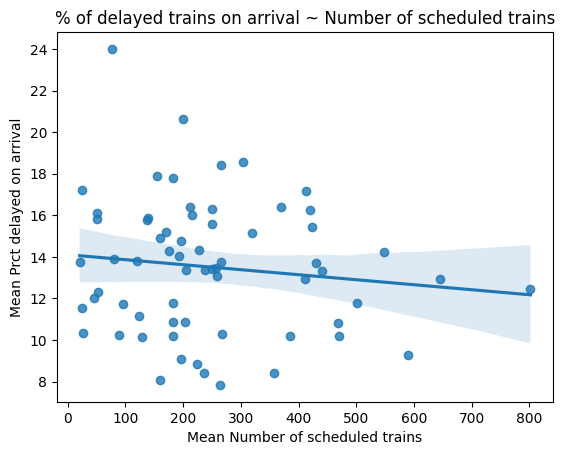 % of delayed trains on arrival ~ Number of scheduled trains
Mean Prct delayed on arrival
24
22
20
18
16
14
12
10
8
0 100 200 300 400 500 600 700 800
Mean Number of scheduled trains